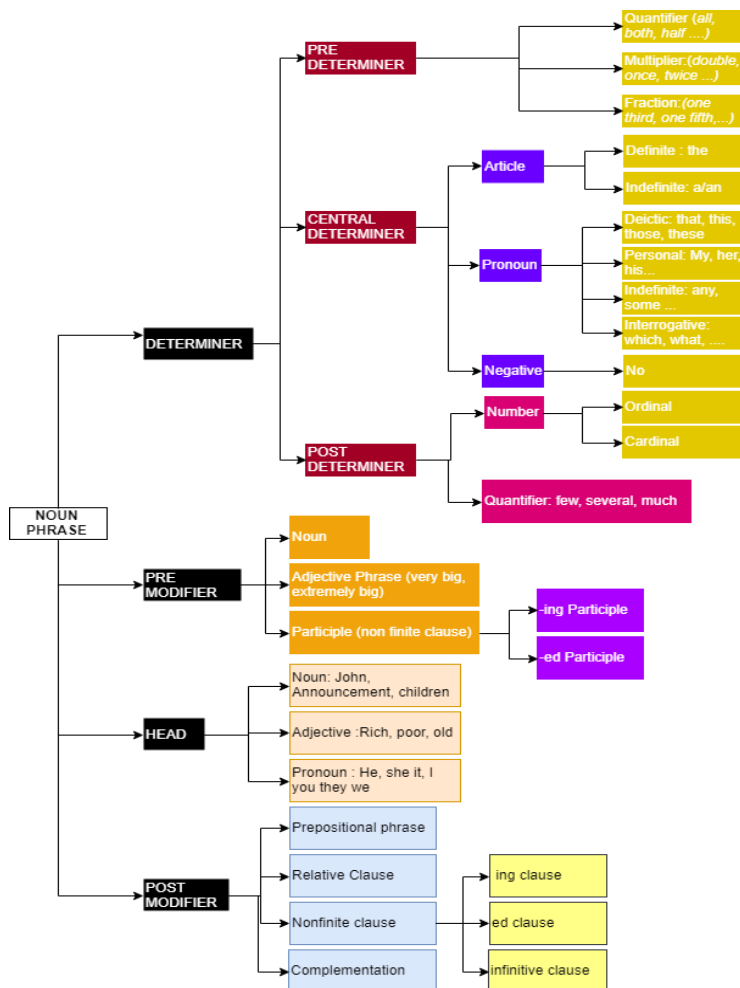 Quantifier (all,
both, half ....)
PRE
DETERMINER
Multiplier:(double,
once, twice ...)
Fraction:(one
third, one fifth,...)
Article
Definite : the
Indefinite: a/an
CENTRAL
DETERMINER
Deictic: that, this,
those, these
Pronoun
Personal: My, her,
his...
Indefinite: any,
some ...
Interrogative:
which, what, ....
DETERMINER
Negative
No
Number
Ordinal
Cardinal
POST
DETERMINER
Quantifier: few, several, much
NOUN
PHRASE
Noun
PRE
MODIFIER
Adjective Phrase (very big,
extremely big)
Participle (non finite clause)
-ing Participle
-ed Participle
Noun: John,
Announcement, children
HEAD
Adjective :Rich, poor, old
Pronoun : He, she it, I
you they we
Prepositional phrase
Relative Clause
ing clause
POST
MODIFIER
Nonfinite clause
ed clause
Complementation
infinitive clause